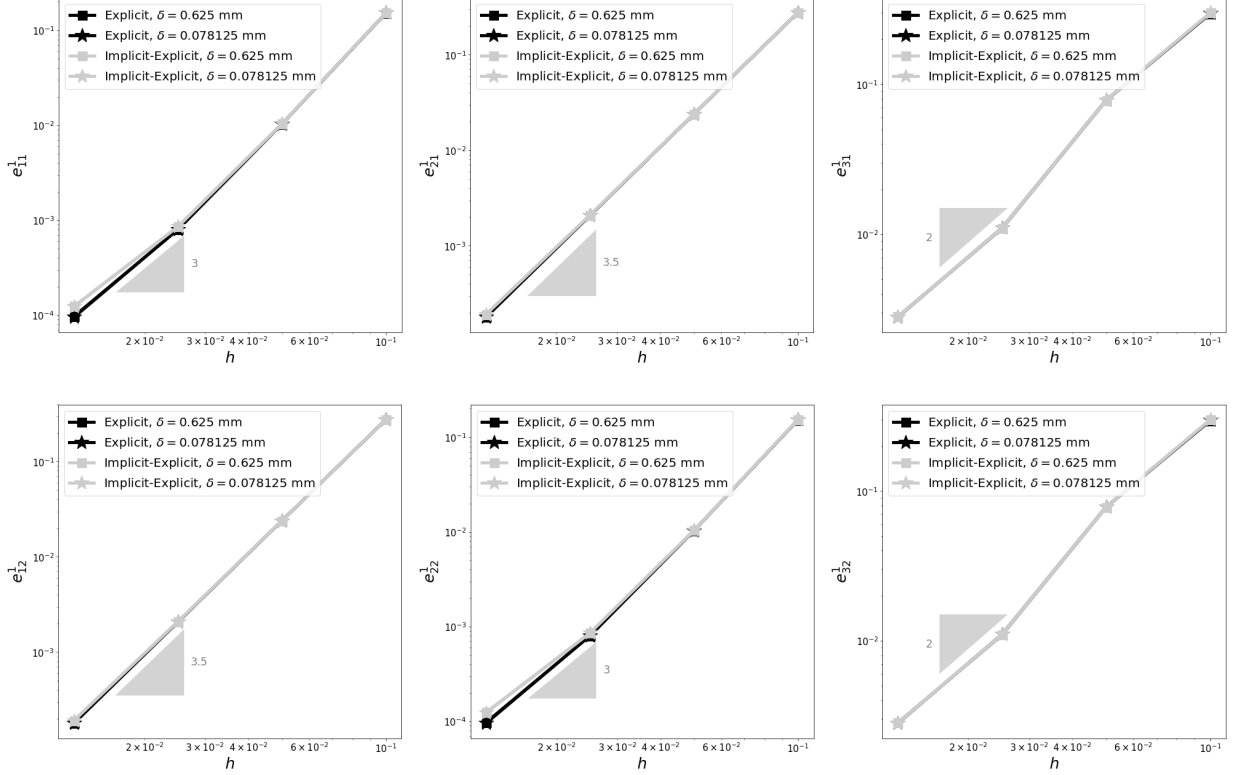 Explicit, δ = 0.625 mm
Explicit, δ = 0.078125 mm
Implicit-Explicit, δ = 0.625 mm
Implicit-Explicit, δ = 0.078125 mm
10⁻¹
10⁻²
10⁻³
10⁻⁴
e¹₁₁
3
2 × 10⁻² 3 × 10⁻² 4 × 10⁻² 6 × 10⁻² 10⁻¹
h
Explicit, δ = 0.625 mm
Explicit, δ = 0.078125 mm
Implicit-Explicit, δ = 0.625 mm
Implicit-Explicit, δ = 0.078125 mm
10⁻¹
10⁻²
10⁻³
e¹₂₁
3.5
2 × 10⁻² 3 × 10⁻² 4 × 10⁻² 6 × 10⁻² 10⁻¹
h
Explicit, δ = 0.625 mm
Explicit, δ = 0.078125 mm
Implicit-Explicit, δ = 0.625 mm
Implicit-Explicit, δ = 0.078125 mm
10⁻¹
10⁻²
e¹₃₁
2
2 × 10⁻² 3 × 10⁻² 4 × 10⁻² 6 × 10⁻² 10⁻¹
h
Explicit, δ = 0.625 mm
Explicit, δ = 0.078125 mm
Implicit-Explicit, δ = 0.625 mm
Implicit-Explicit, δ = 0.078125 mm
10⁻¹
10⁻²
10⁻³
e¹₁₂
3.5
2 × 10⁻² 3 × 10⁻² 4 × 10⁻² 6 × 10⁻² 10⁻¹
h
Explicit, δ = 0.625 mm
Explicit, δ = 0.078125 mm
Implicit-Explicit, δ = 0.625 mm
Implicit-Explicit, δ = 0.078125 mm
10⁻¹
10⁻²
10⁻³
10⁻⁴
e¹₂₂
3
2 × 10⁻² 3 × 10⁻² 4 × 10⁻² 6 × 10⁻² 10⁻¹
h
Explicit, δ = 0.625 mm
Explicit, δ = 0.078125 mm
Implicit-Explicit, δ = 0.625 mm
Implicit-Explicit, δ = 0.078125 mm
10⁻¹
10⁻²
e¹₃₂
2
2 × 10⁻² 3 × 10⁻² 4 × 10⁻² 6 × 10⁻² 10⁻¹
h